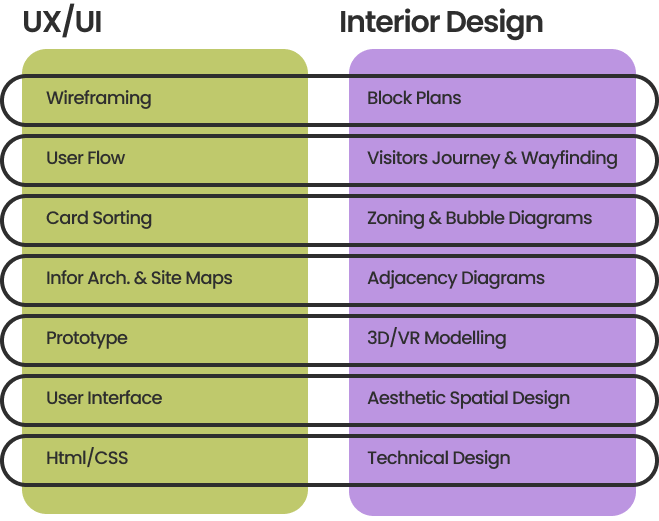 UX/UI
Interior Design
Wireframing
Block Plans
User Flow
Visitors Journey & Wayfinding
Card Sorting
Zoning & Bubble Diagrams
Infor Arch. & Site Maps
Adjacency Diagrams
Prototype
3D/VR Modelling
User Interface
Aesthetic Spatial Design
Html/CSS
Technical Design